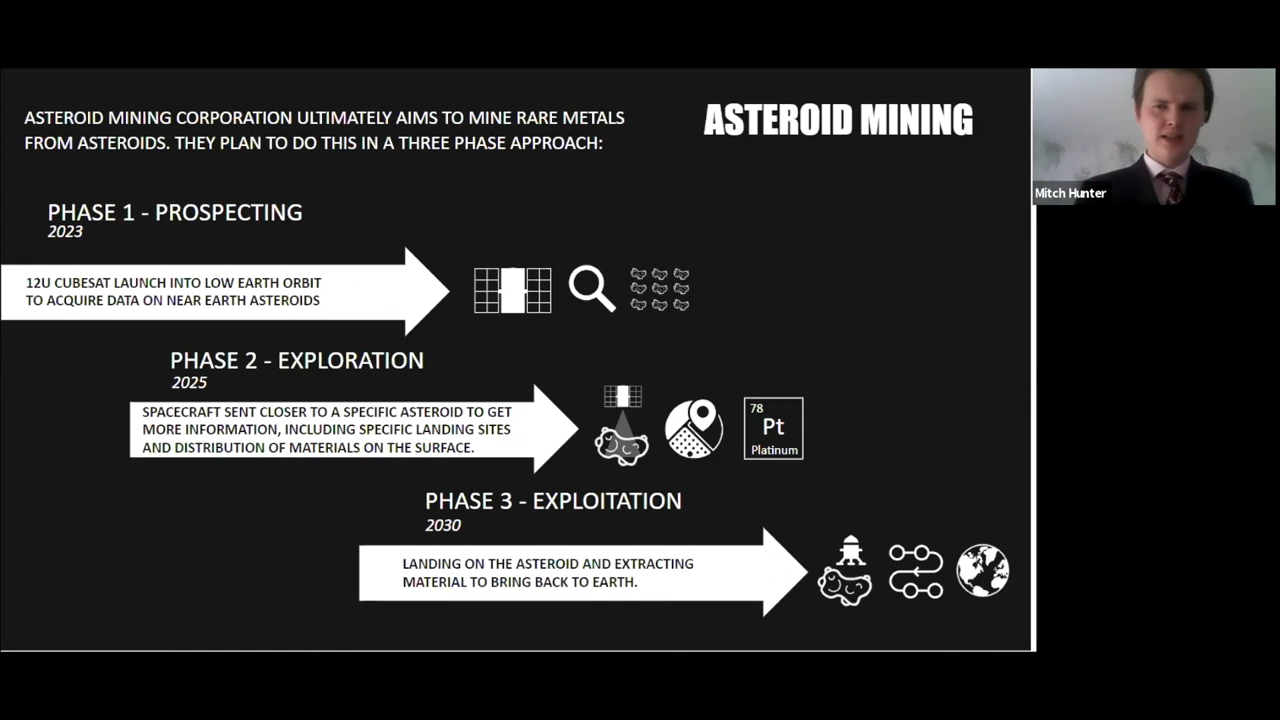 ASTEROID MINING CORPORATION ULTIMATELY AIMS TO MINE RARE METALS
FROM ASTEROIDS. THEY PLAN TO DO THIS IN A THREE PHASE APPROACH:
ASTEROID MINING
Mitch Hunter
PHASE 1 - PROSPECTING
2023
12U CUBESAT LAUNCH INTO LOW EARTH ORBIT
TO ACQUIRE DATA ON NEAR EARTH ASTEROIDS
PHASE 2 - EXPLORATION
2025
SPACECRAFT SENT CLOSER TO A SPECIFIC ASTEROID TO GET
MORE INFORMATION, INCLUDING SPECIFIC LANDING SITES
AND DISTRIBUTION OF MATERIALS ON THE SURFACE.
78
Pt
Platinum
PHASE 3 - EXPLOITATION
2030
LANDING ON THE ASTEROID AND EXTRACTING
MATERIAL TO BRING BACK TO EARTH.